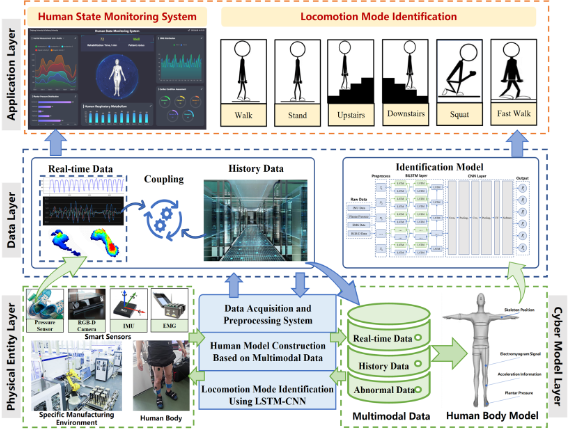 Application Layer
Human State Monitoring System
Locomotion Mode Identification
Human State Monitoring System
Human Respiratory Metabolism
Walk
Stand
Upstairs
Downstairs
Squat
Fast Walk
Data Layer
Real-time Data
Coupling
History Data
Identification Model
Preprocess
BiLSTM layer
CNN Layer
Output
Raw Data
Physical Entity Layer
Pressure
Sensor
RGB-D
Camera
IMU
EMG
Smart Sensors
Specific Manufacturing
Environment
Human Body
Data Acquisition and
Preprocessing System
Human Model Construction
Based on Multimodal Data
Locomotion Mode Identification
Using LSTM-CNN
Real-time Data
History Data
Abnormal Data
Multimodal Data
Skeleton Position
Electromyogram Signal
Acceleration Information
Plantar Pressure
Human Body Model
Cyber Model Layer